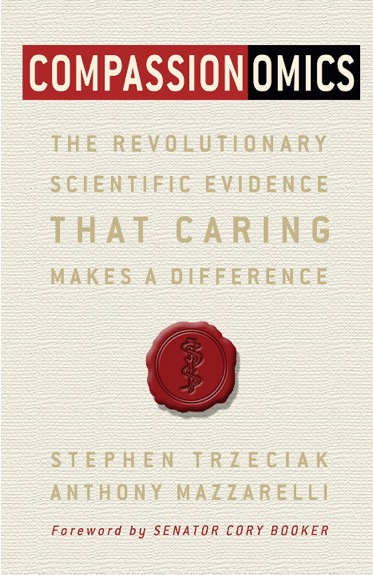 COMPASSIONOMICS
THE REVOLUTIONARY
SCIENTIFIC EVIDENCE
THAT CARING
MAKES A DIFFERENCE
STEPHEN TRZECIAK
ANTHONY MAZZARELLI
Foreword by SENATOR CORY BOOKER